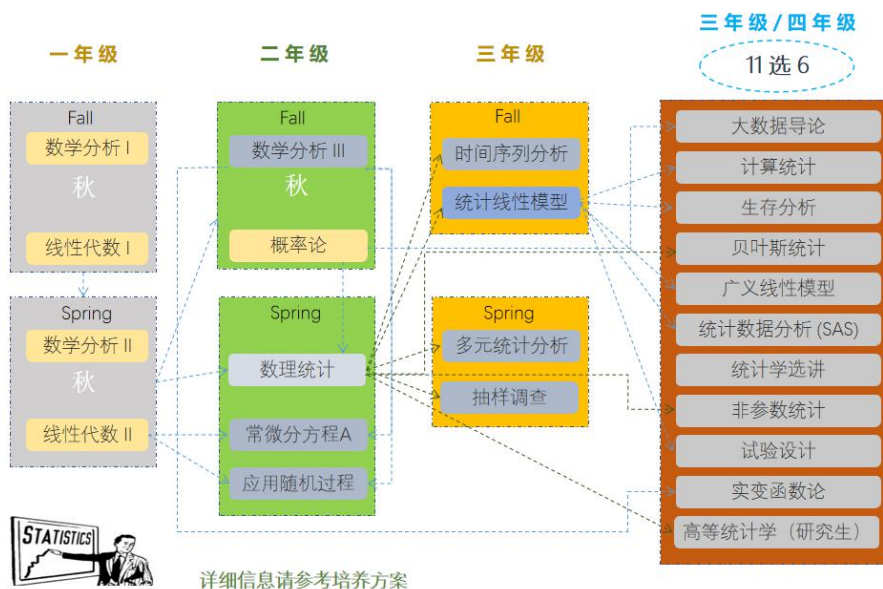 一年级
Fall
数学分析 I
秋
线性代数 I
Spring
数学分析 II
秋
线性代数 II
二年级
Fall
数学分析 III
秋
概率论
Spring
数理统计
常微分方程A
应用随机过程
三年级
Fall
时间序列分析
统计线性模型
Spring
多元统计分析
抽样调查
三年级/四年级
11 选 6
大数据导论
计算统计
生存分析
贝叶斯统计
广义线性模型
统计数据分析 (SAS)
统计学选讲
非参数统计
试验设计
实变函数论
高等统计学（研究生）
STATISTICS
详细信息请参考培养方案